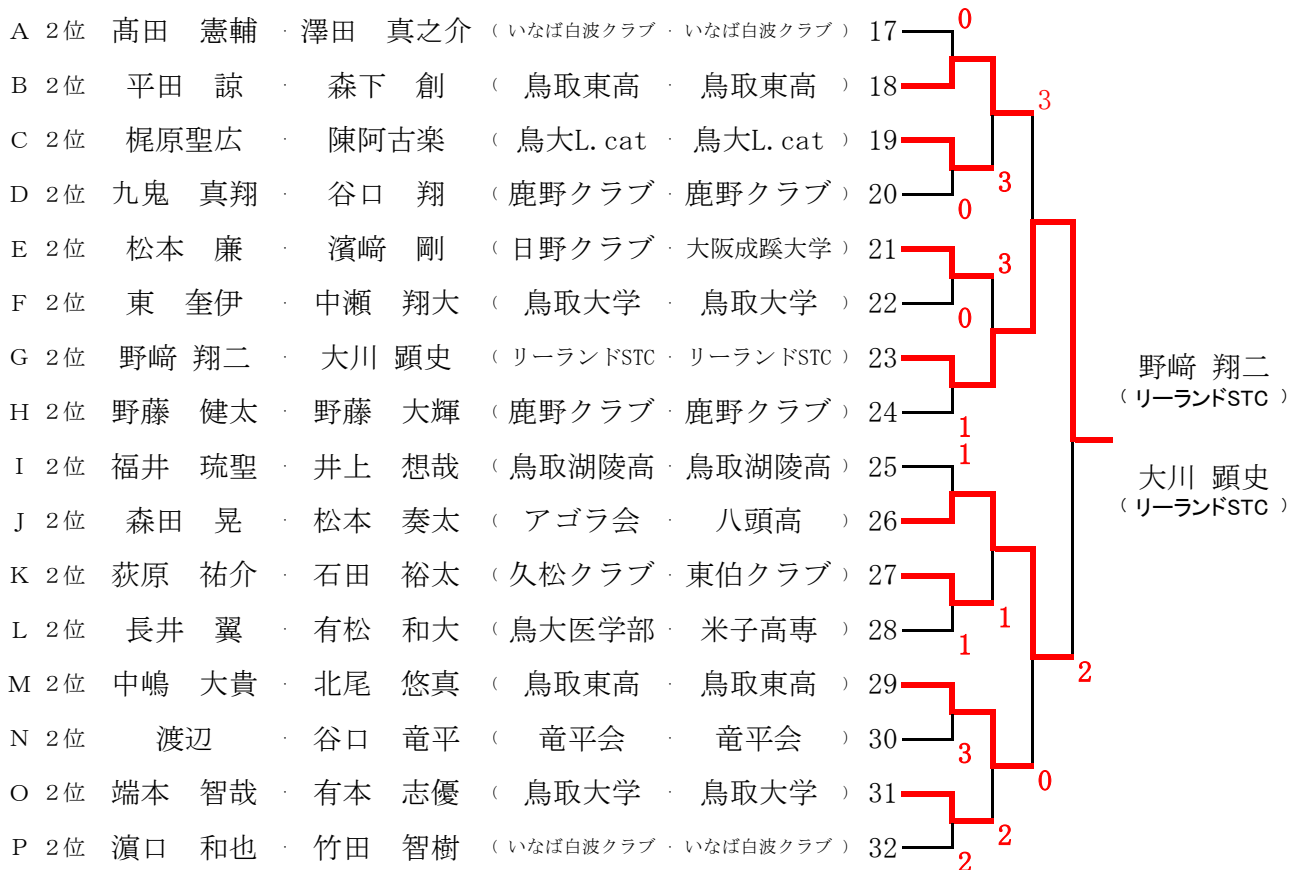 A 2位 髙田 憲輔 · 澤田 真之介 ( いなば白波クラブ · いなば白波クラブ ) 17 0
B 2位 平田 諒 · 森下 創 ( 鳥取東高 · 鳥取東高 ) 18
3
C 2位 梶原聖広 · 陳阿古楽 ( 鳥大L.cat · 鳥大L.cat ) 19
3
D 2位 九鬼 真翔 · 谷口 翔 ( 鹿野クラブ · 鹿野クラブ ) 20
0
E 2位 松本 廉 · 濱﨑 剛 ( 日野クラブ · 大阪成蹊大学 ) 21
3
F 2位 東 奎伊 · 中瀬 翔大 ( 鳥取大学 · 鳥取大学 ) 22
0
G 2位 野﨑 翔二 · 大川 顕史 ( リーランドSTC · リーランドSTC ) 23
野﨑 翔二
( リーランドSTC )
H 2位 野藤 健太 · 野藤 大輝 ( 鹿野クラブ · 鹿野クラブ ) 24
1
1
I 2位 福井 琉聖 · 井上 想哉 ( 鳥取湖陵高 · 鳥取湖陵高 ) 25
大川 顕史
( リーランドSTC )
J 2位 森田 晃 · 松本 奏太 ( アゴラ会 · 八頭高 ) 26
K 2位 荻原 祐介 · 石田 裕太 ( 久松クラブ · 東伯クラブ ) 27
1
L 2位 長井 翼 · 有松 和大 ( 鳥大医学部 · 米子高専 ) 28
1
2
M 2位 中嶋 大貴 · 北尾 悠真 ( 鳥取東高 · 鳥取東高 ) 29
N 2位 渡辺 · 谷口 竜平 ( 竜平会 · 竜平会 ) 30
3
0
O 2位 端本 智哉 · 有本 志優 ( 鳥取大学 · 鳥取大学 ) 31
2
P 2位 濵口 和也 · 竹田 智樹 ( いなば白波クラブ · いなば白波クラブ ) 32
2